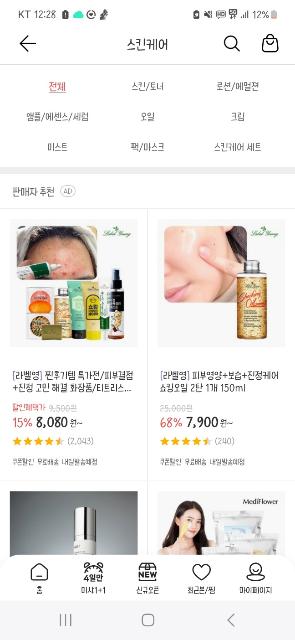 KT 12:28
12%
스킨케어
전체
스킨/토너
로션/에멀젼
앰플/에센스/세럼
오일
크림
미스트
팩/마스크
스킨케어 세트
판매자 추천 AD
Label Young
Label Young
[라벨영] 찐후기템 특가전/피부결점
+진정 고민 해결 화장품/티트리스...
할인혜택가 9,500원
15% 8,080원~
(2,043)
쿠폰할인 무료배송 내일발송예정
[라벨영] 피부영양+보습+진정케어
쇼킹오일 2탄 1개 150ml
25,000원
68% 7,900원~
(240)
쿠폰할인 무료배송 내일발송예정
MediFlower
홈
4일만
미샤1+1
NEW
신규오픈
최근본/찜
마이페이지